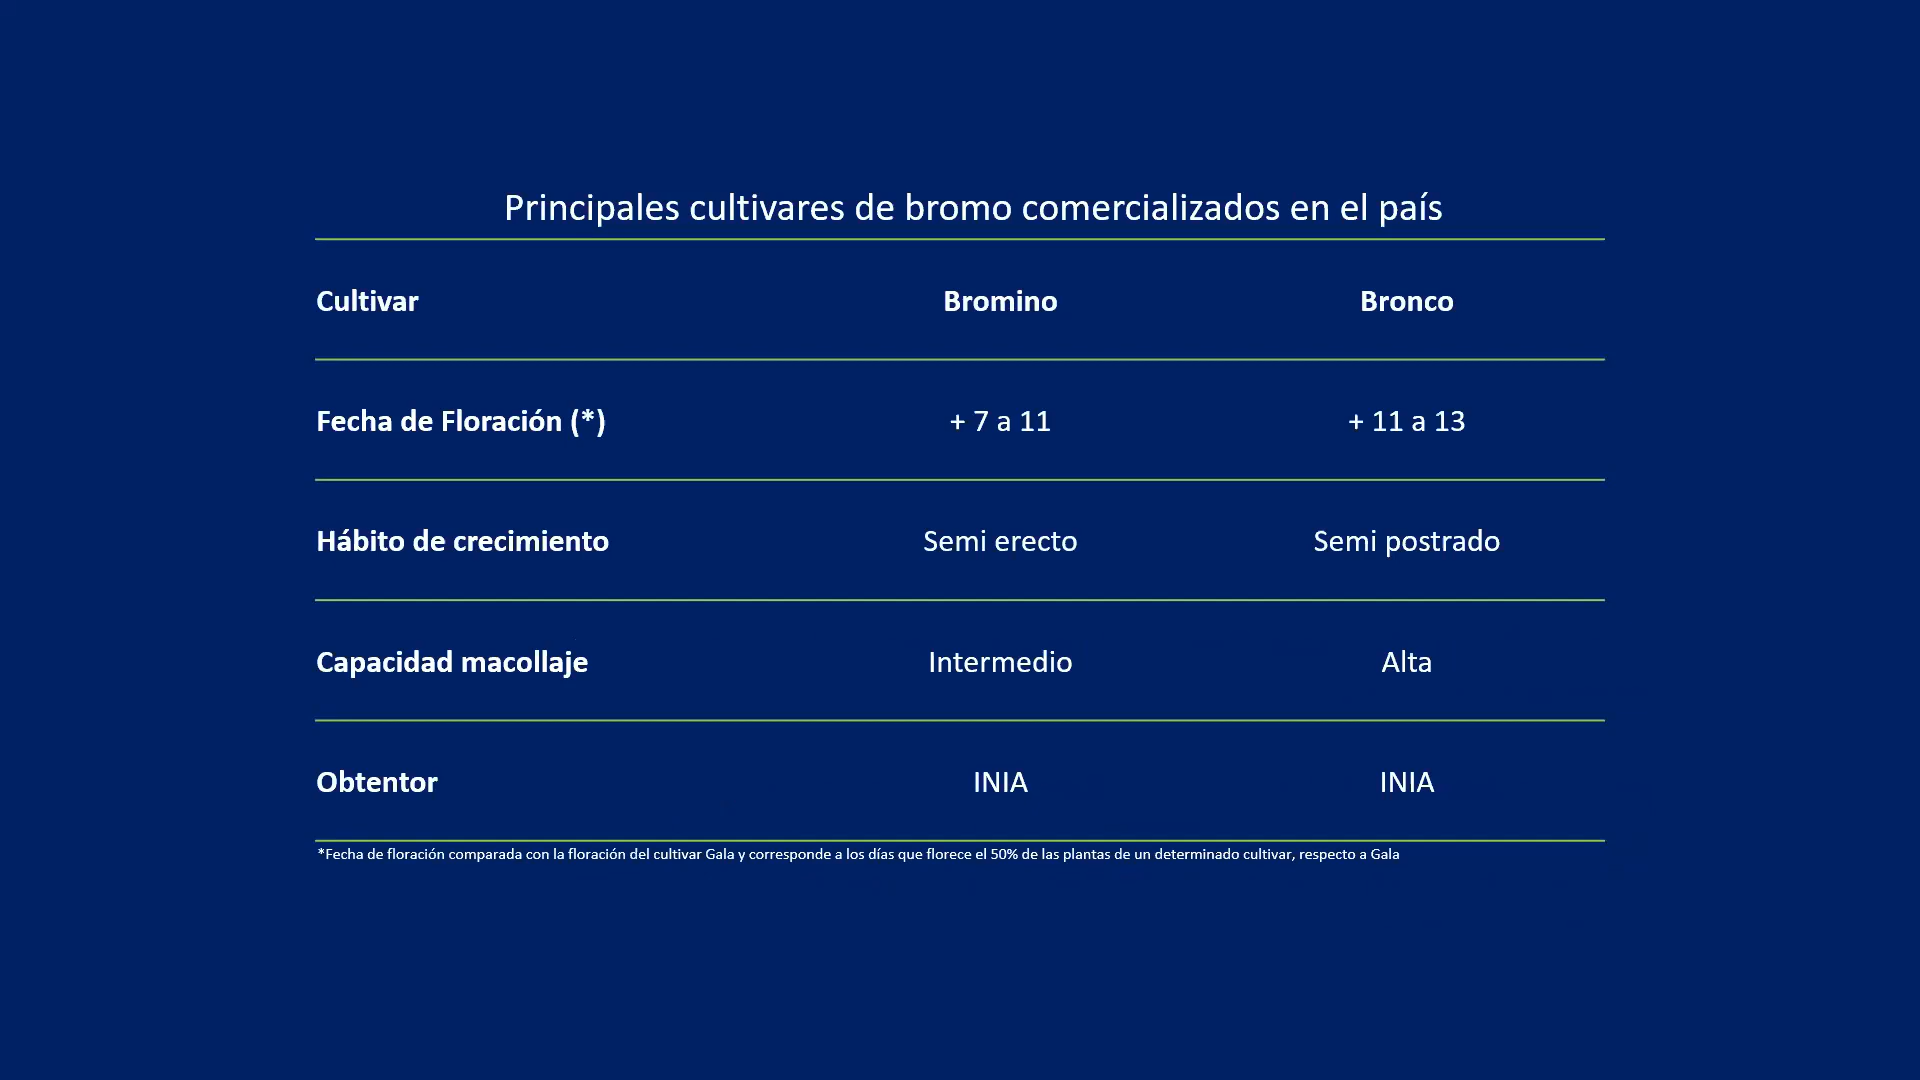 Principales cultivares de bromo comercializados en el país
Cultivar Bromino Bronco
Fecha de Floración (*) + 7 a 11 + 11 a 13
Hábito de crecimiento Semi erecto Semi postrado
Capacidad macollaje Intermedio Alta
Obtentor INIA INIA
*Fecha de floración comparada con la floración del cultivar Gala y corresponde a los días que florece el 50% de las plantas de un determinado cultivar, respecto a Gala